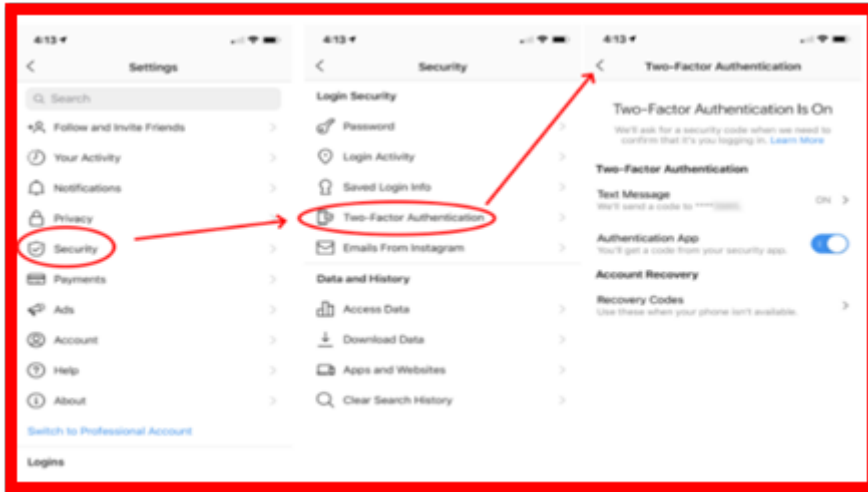 4:13
Settings
Search
Follow and Invite Friends
Your Activity
Notifications
Privacy
Security
Payments
Ads
Account
Help
About
Switch to Professional Account
Logins
4:13
Security
Login Security
Password
Login Activity
Saved Login Info
Two-Factor Authentication
Emails From Instagram
Data and History
Access Data
Download Data
Apps and Websites
Clear Search History
4:13
Two-Factor Authentication
Two-Factor Authentication Is On
We'll ask for a security code when we need to
confirm that it's you logging in. Learn More
Two-Factor Authentication
Text Message
ON
We'll send a code to ****
Authentication App
You'll get a code from your security app.
Account Recovery
Recovery Codes
Use these when your phone isn't available.